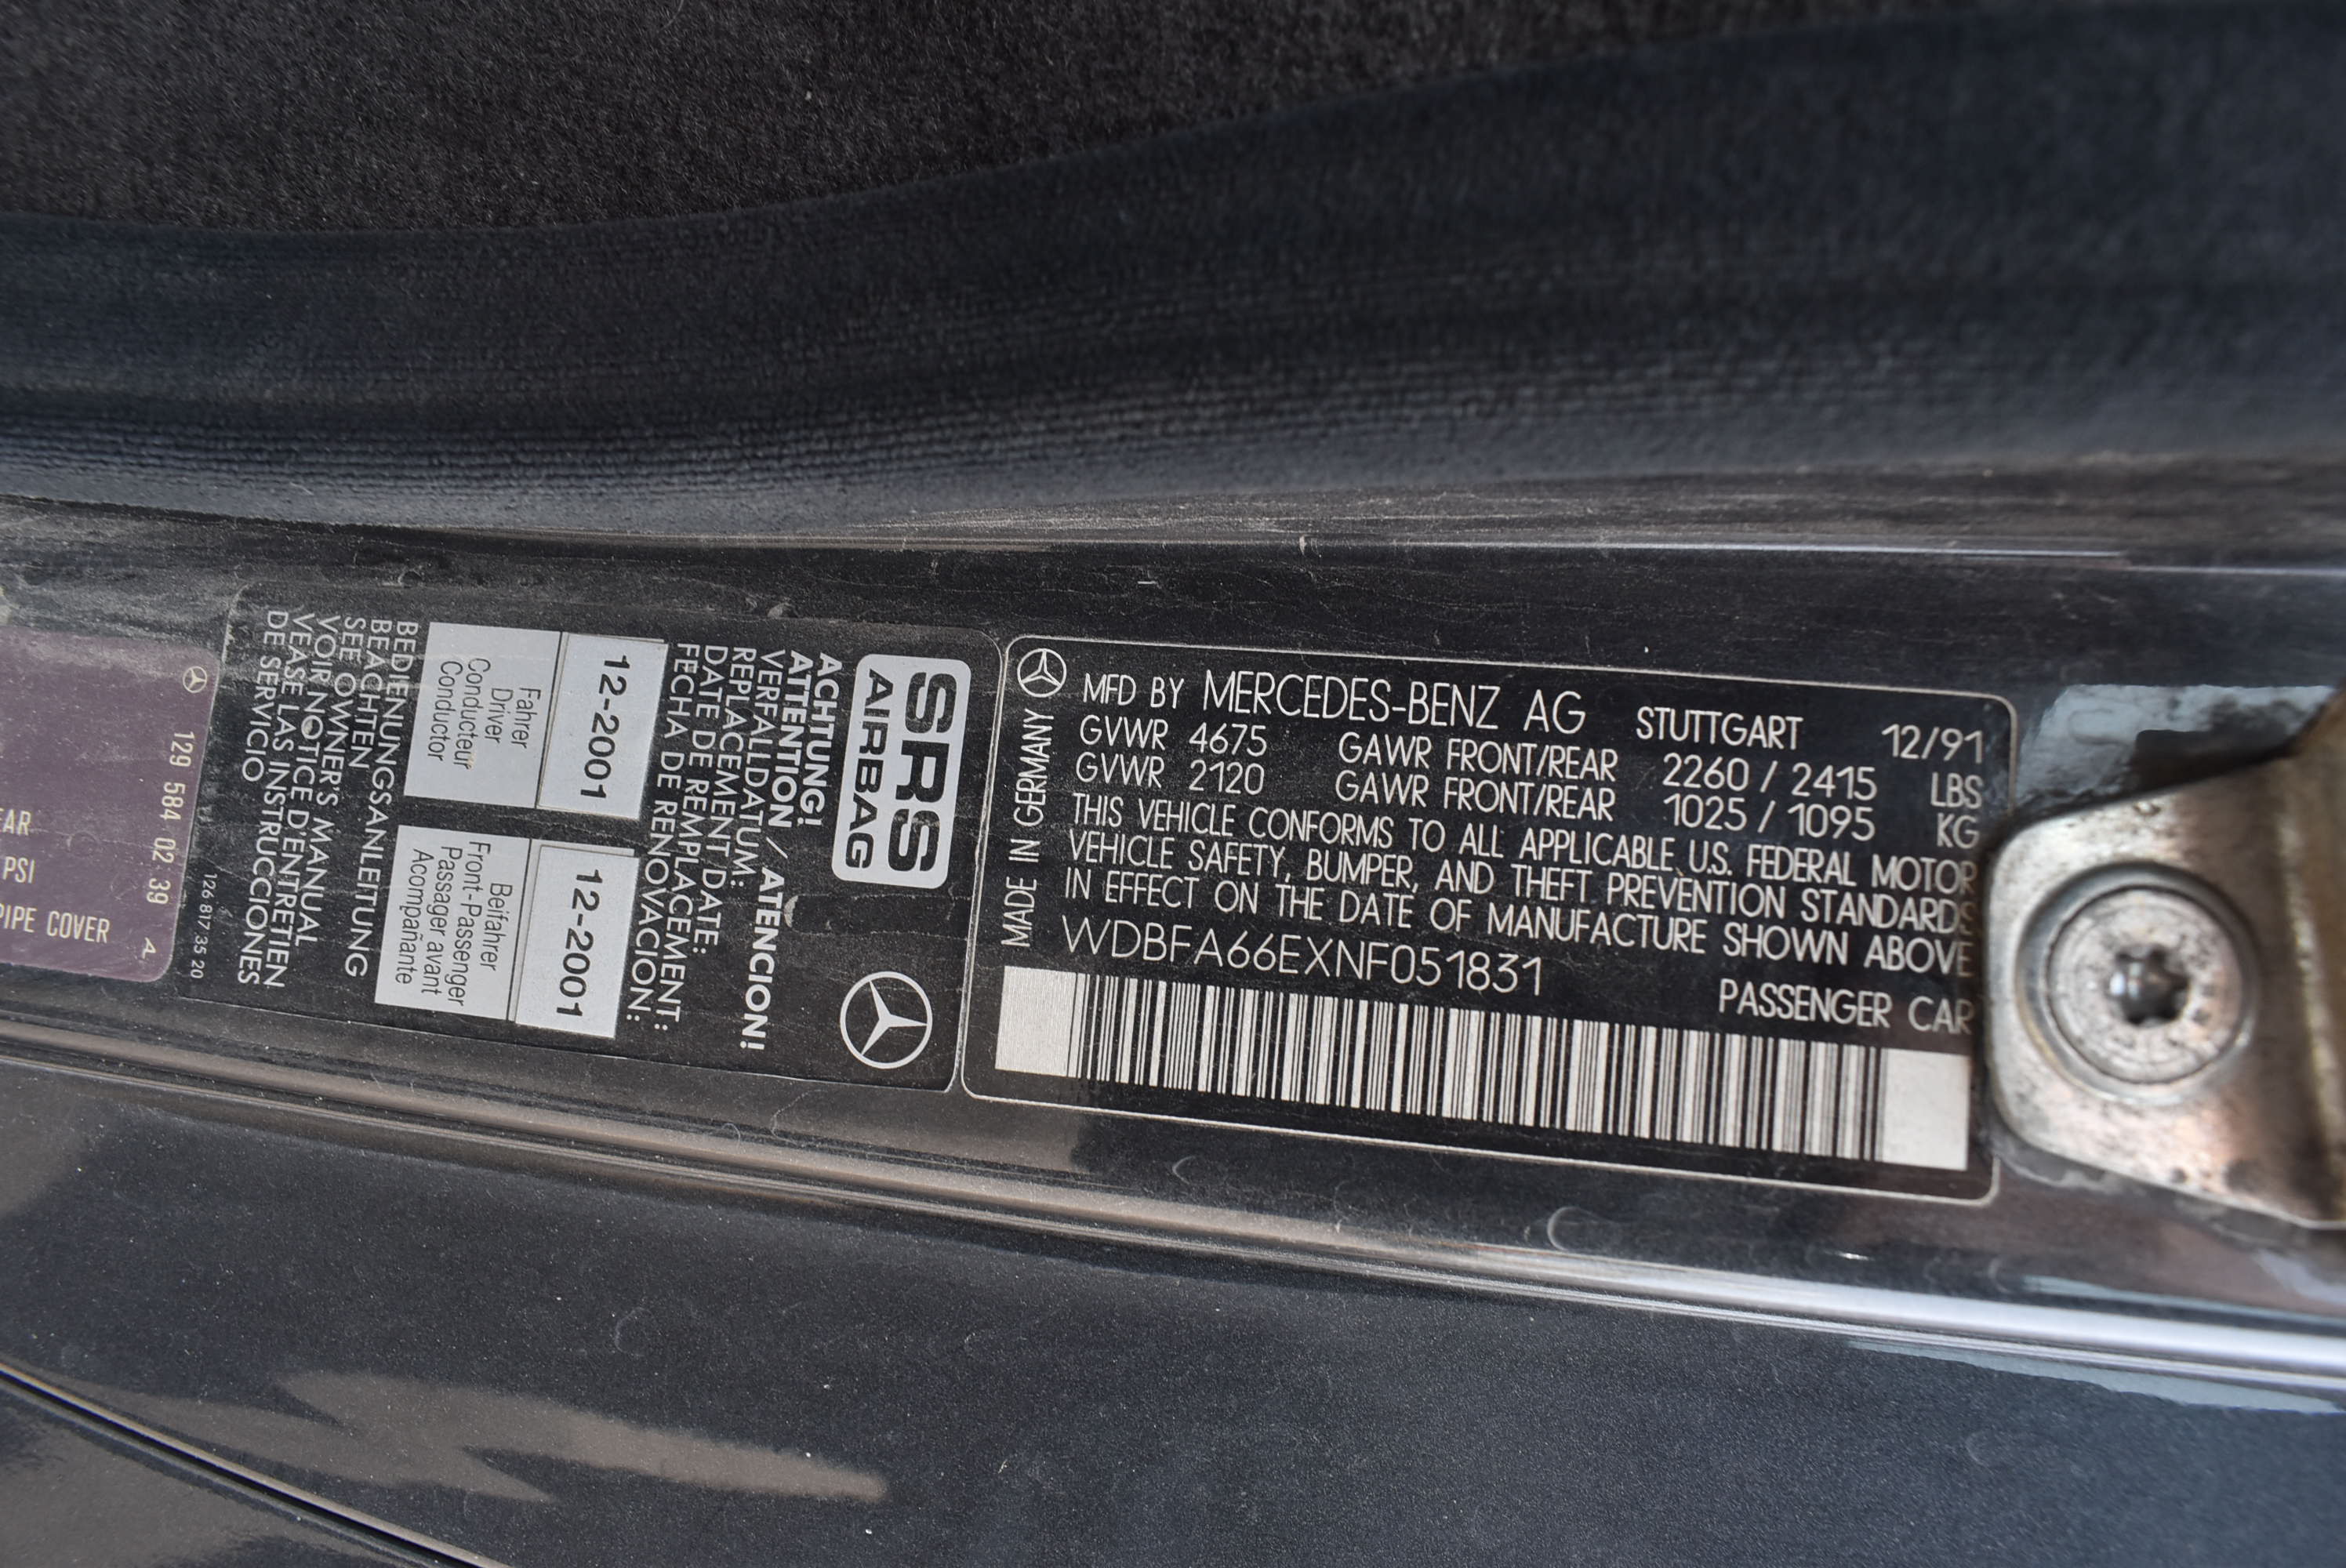 MFD BY MERCEDES-BENZ AG STUTTGART 12/91
GVWR 4675 GAWR FRONT/REAR 2260 / 2415 LBS
GVWR 2120 GAWR FRONT/REAR 1025 / 1095 KG
THIS VEHICLE CONFORMS TO ALL APPLICABLE U.S. FEDERAL MOTOR
VEHICLE SAFETY, BUMPER, AND THEFT PREVENTION STANDARDS
IN EFFECT ON THE DATE OF MANUFACTURE SHOWN ABOVE
WDBFA66EXNF051831
PASSENGER CAR
MADE IN GERMANY
SRS
AIRBAG
ACHTUNG!
ATTENTION / ATENCION!
VERFALLDATUM:
REPLACEMENT DATE:
DATE DE REMPLACEMENT:
FECHA DE RENOVACION:
12-2001
Fahrer
Driver
Conducteur
Conductor
12-2001
Beifahrer
Front-Passenger
Passager avant
Acompañante
BEDIENUNGSANLEITUNG
BEACHTEN
SEE OWNER'S MANUAL
VOIR NOTICE D'ENTRETIEN
VEASE LAS INSTRUCCIONES
DE SERVICIO
126 817 35 20
129 584 02 39
EAR
PSI
PIPE COVER
A